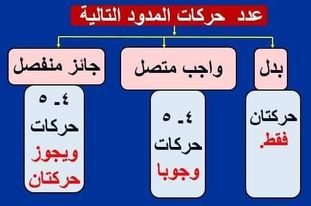 عدد حركات المدود التالية
بدل
واجب متصل
جائز منفصل
حركتان
فقط.
٤ـ ٥
حركات
وجوبا
٤ـ ٥
حركات
ويجوز
حركتان